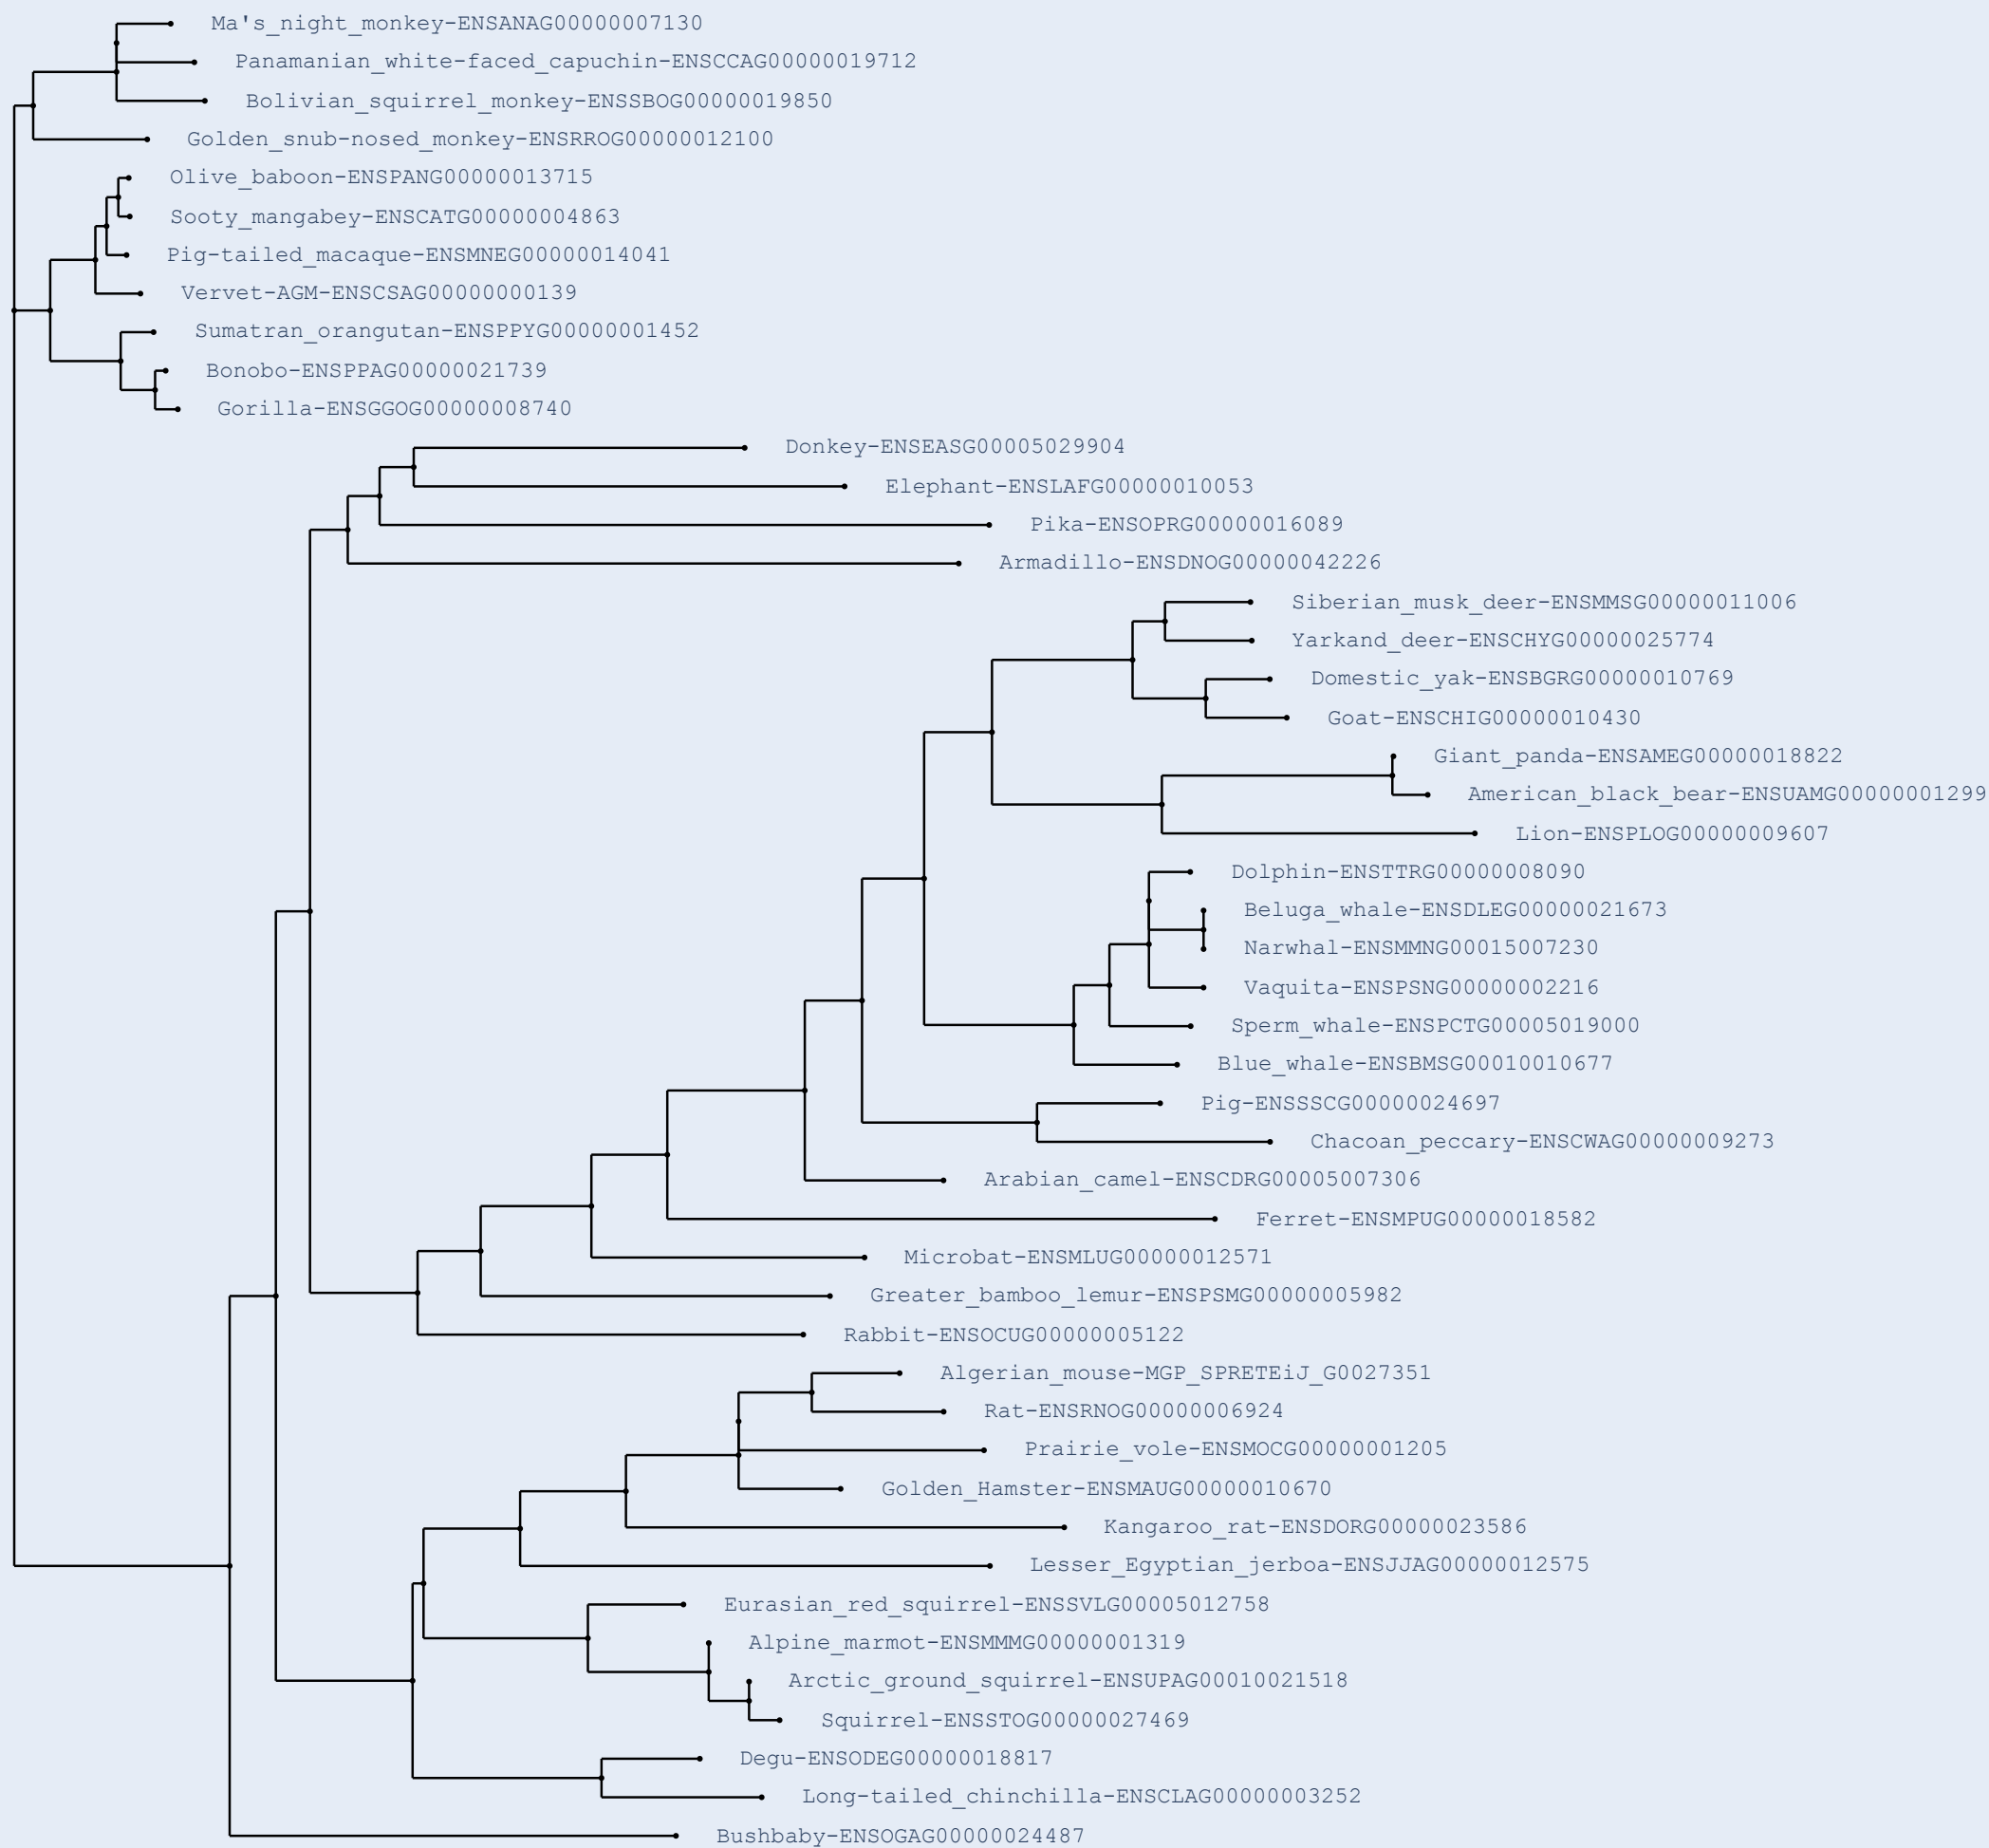 Ma's_night_monkey-ENSANAG00000007130
Panamanian_white-faced_capuchin-ENSCCAG00000019712
Bolivian_squirrel_monkey-ENSSBOG00000019850
Golden_snub-nosed_monkey-ENSRROG00000012100
Olive_baboon-ENSPANG00000013715
Sooty_mangabey-ENSCATG00000004863
Pig-tailed_macaque-ENSMNEG00000014041
Vervet-AGM-ENSCSAG00000000139
Sumatran_orangutan-ENSPPYG00000001452
Bonobo-ENSPPAG00000021739
Gorilla-ENSGGOG00000008740
Donkey-ENSEASG00005029904
Elephant-ENSLAFG00000010053
Pika-ENSOPRG00000016089
Armadillo-ENSDNOG00000042226
Siberian_musk_deer-ENSMMSG00000011006
Yarkand_deer-ENSCHYG00000025774
Domestic_yak-ENSBGRG00000010769
Goat-ENSCHIG00000010430
Giant_panda-ENSAMEG00000018822
American_black_bear-ENSUAMG00000001299
Lion-ENSPLOG00000009607
Dolphin-ENSTTRG00000008090
Beluga_whale-ENSDLEG00000021673
Narwhal-ENSMMNG00015007230
Vaquita-ENSPSNG00000002216
Sperm_whale-ENSPCTG00005019000
Blue_whale-ENSBMSG00010010677
Pig-ENSSSCG00000024697
Chacoan_peccary-ENSCWAG00000009273
Arabian_camel-ENSCDRG00005007306
Ferret-ENSMPUG00000018582
Microbat-ENSMLUG00000012571
Greater_bamboo_lemur-ENSPSMG00000005982
Rabbit-ENSOCUG00000005122
Algerian_mouse-MGP_SPRETEiJ_G0027351
Rat-ENSRNOG00000006924
Prairie_vole-ENSMOCG00000001205
Golden_Hamster-ENSMAUG00000010670
Kangaroo_rat-ENSDORG00000023586
Lesser_Egyptian_jerboa-ENSJJAG00000012575
Eurasian_red_squirrel-ENSSVLG00005012758
Alpine_marmot-ENSMMMG00000001319
Arctic_ground_squirrel-ENSUPAG00010021518
Squirrel-ENSSTOG00000027469
Degu-ENSODEG00000018817
Long-tailed_chinchilla-ENSCLAG00000003252
Bushbaby-ENSOGAG00000024487